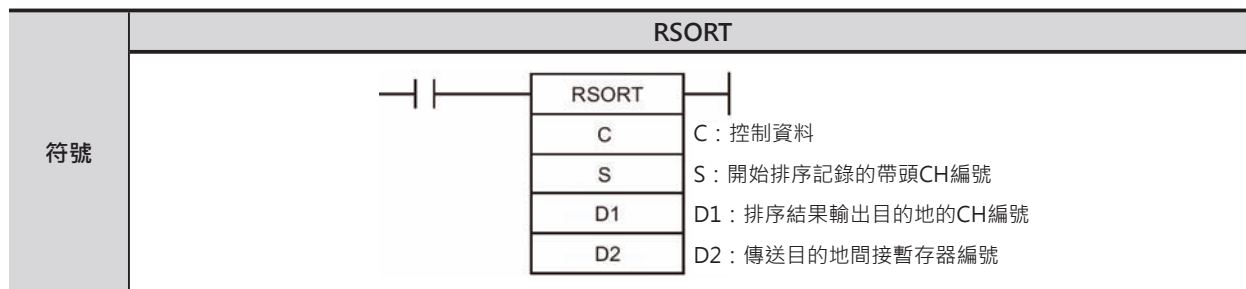 RSORT
符號
RSORT
C
C：控制資料
S
S：開始排序記錄的帶頭CH編號
D1
D1：排序結果輸出目的地的CH編號
D2
D2：傳送目的地間接暫存器編號